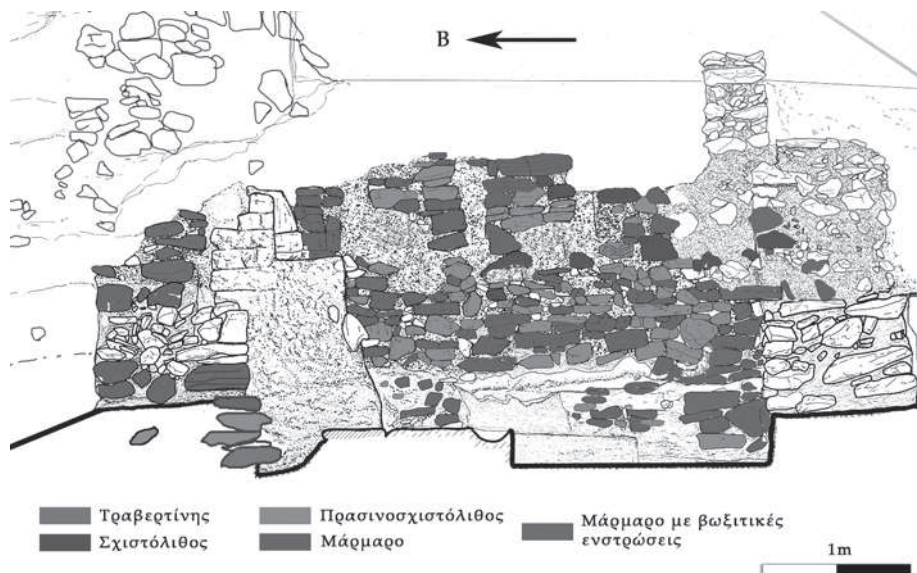 B
Τραβερτίνης
Σχιστόλιθος
Πρασινοσχιστόλιθος
Μάρμαρο
Μάρμαρο με βωξιτικές
ενστρώσεις
1m